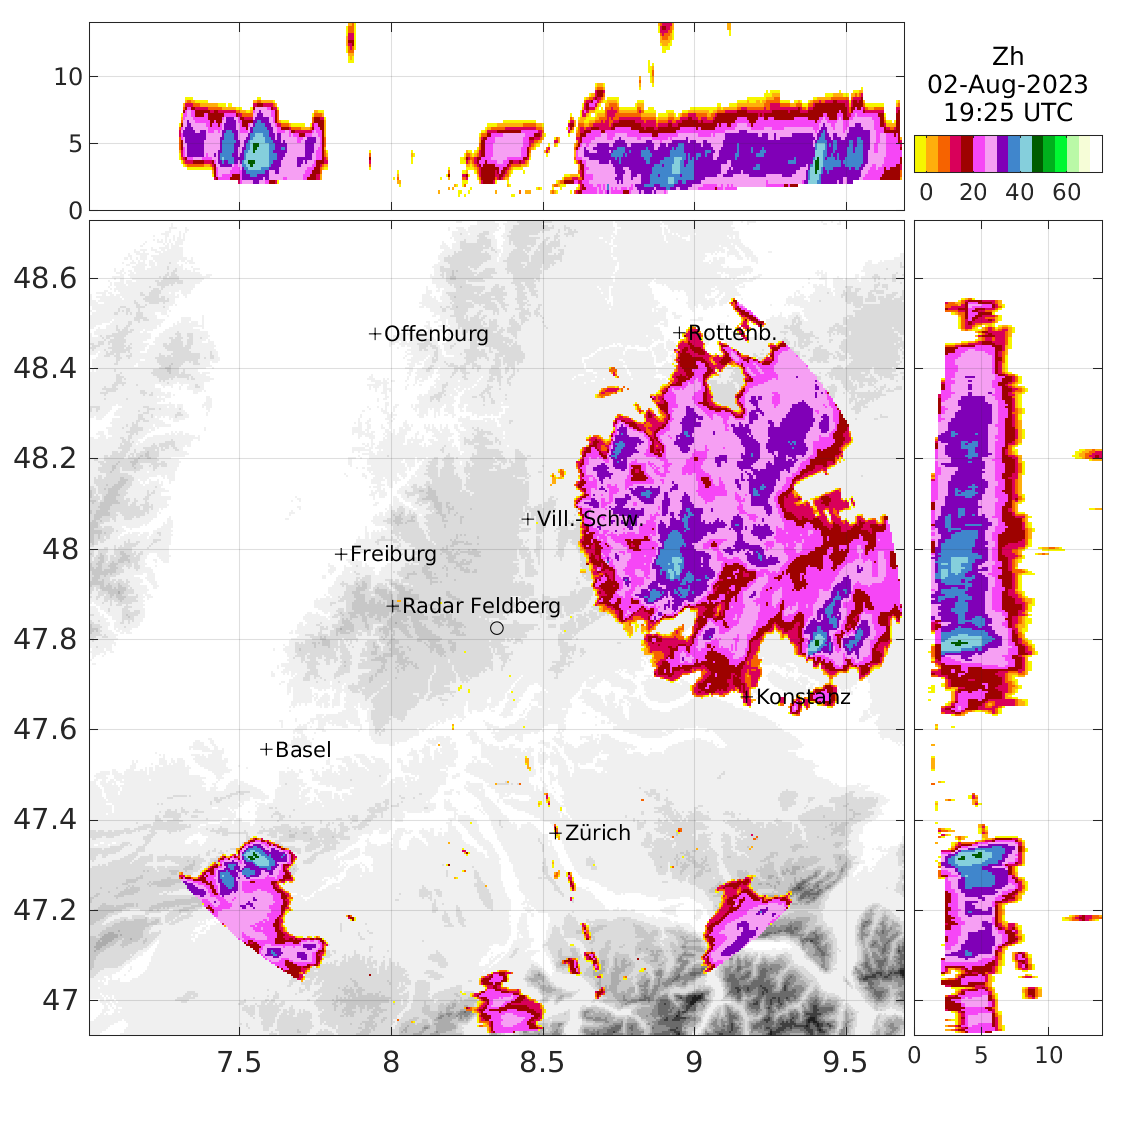 Zh
02-Aug-2023
19:25 UTC
0 20 40 60
10
5
0
48.6
48.4
48.2
48
47.8
47.6
47.4
47.2
47
Offenburg
Rottenb.
Vill.-Schw.
Freiburg
Radar Feldberg
Konstanz
Basel
Zürich
7.5 8 8.5 9 9.5
0 5 10